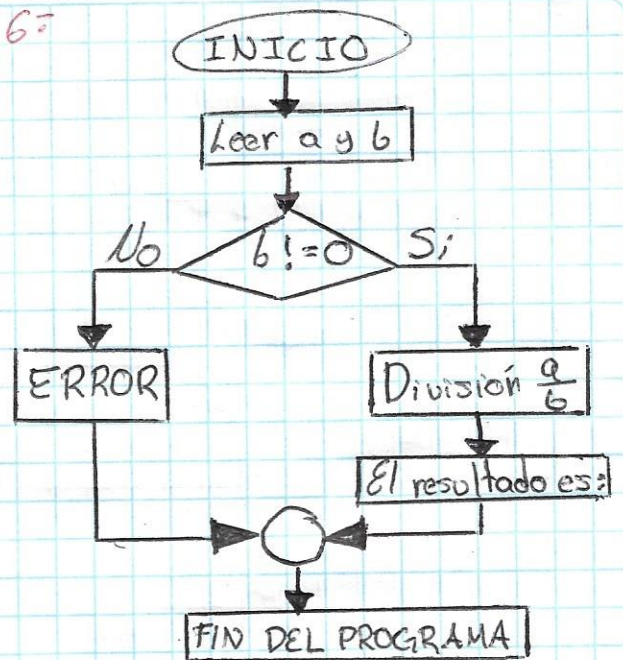 6=
INICIO
Leer a y b
No
b != 0
Si
ERROR
División a/b
El resultado es:
FIN DEL PROGRAMA